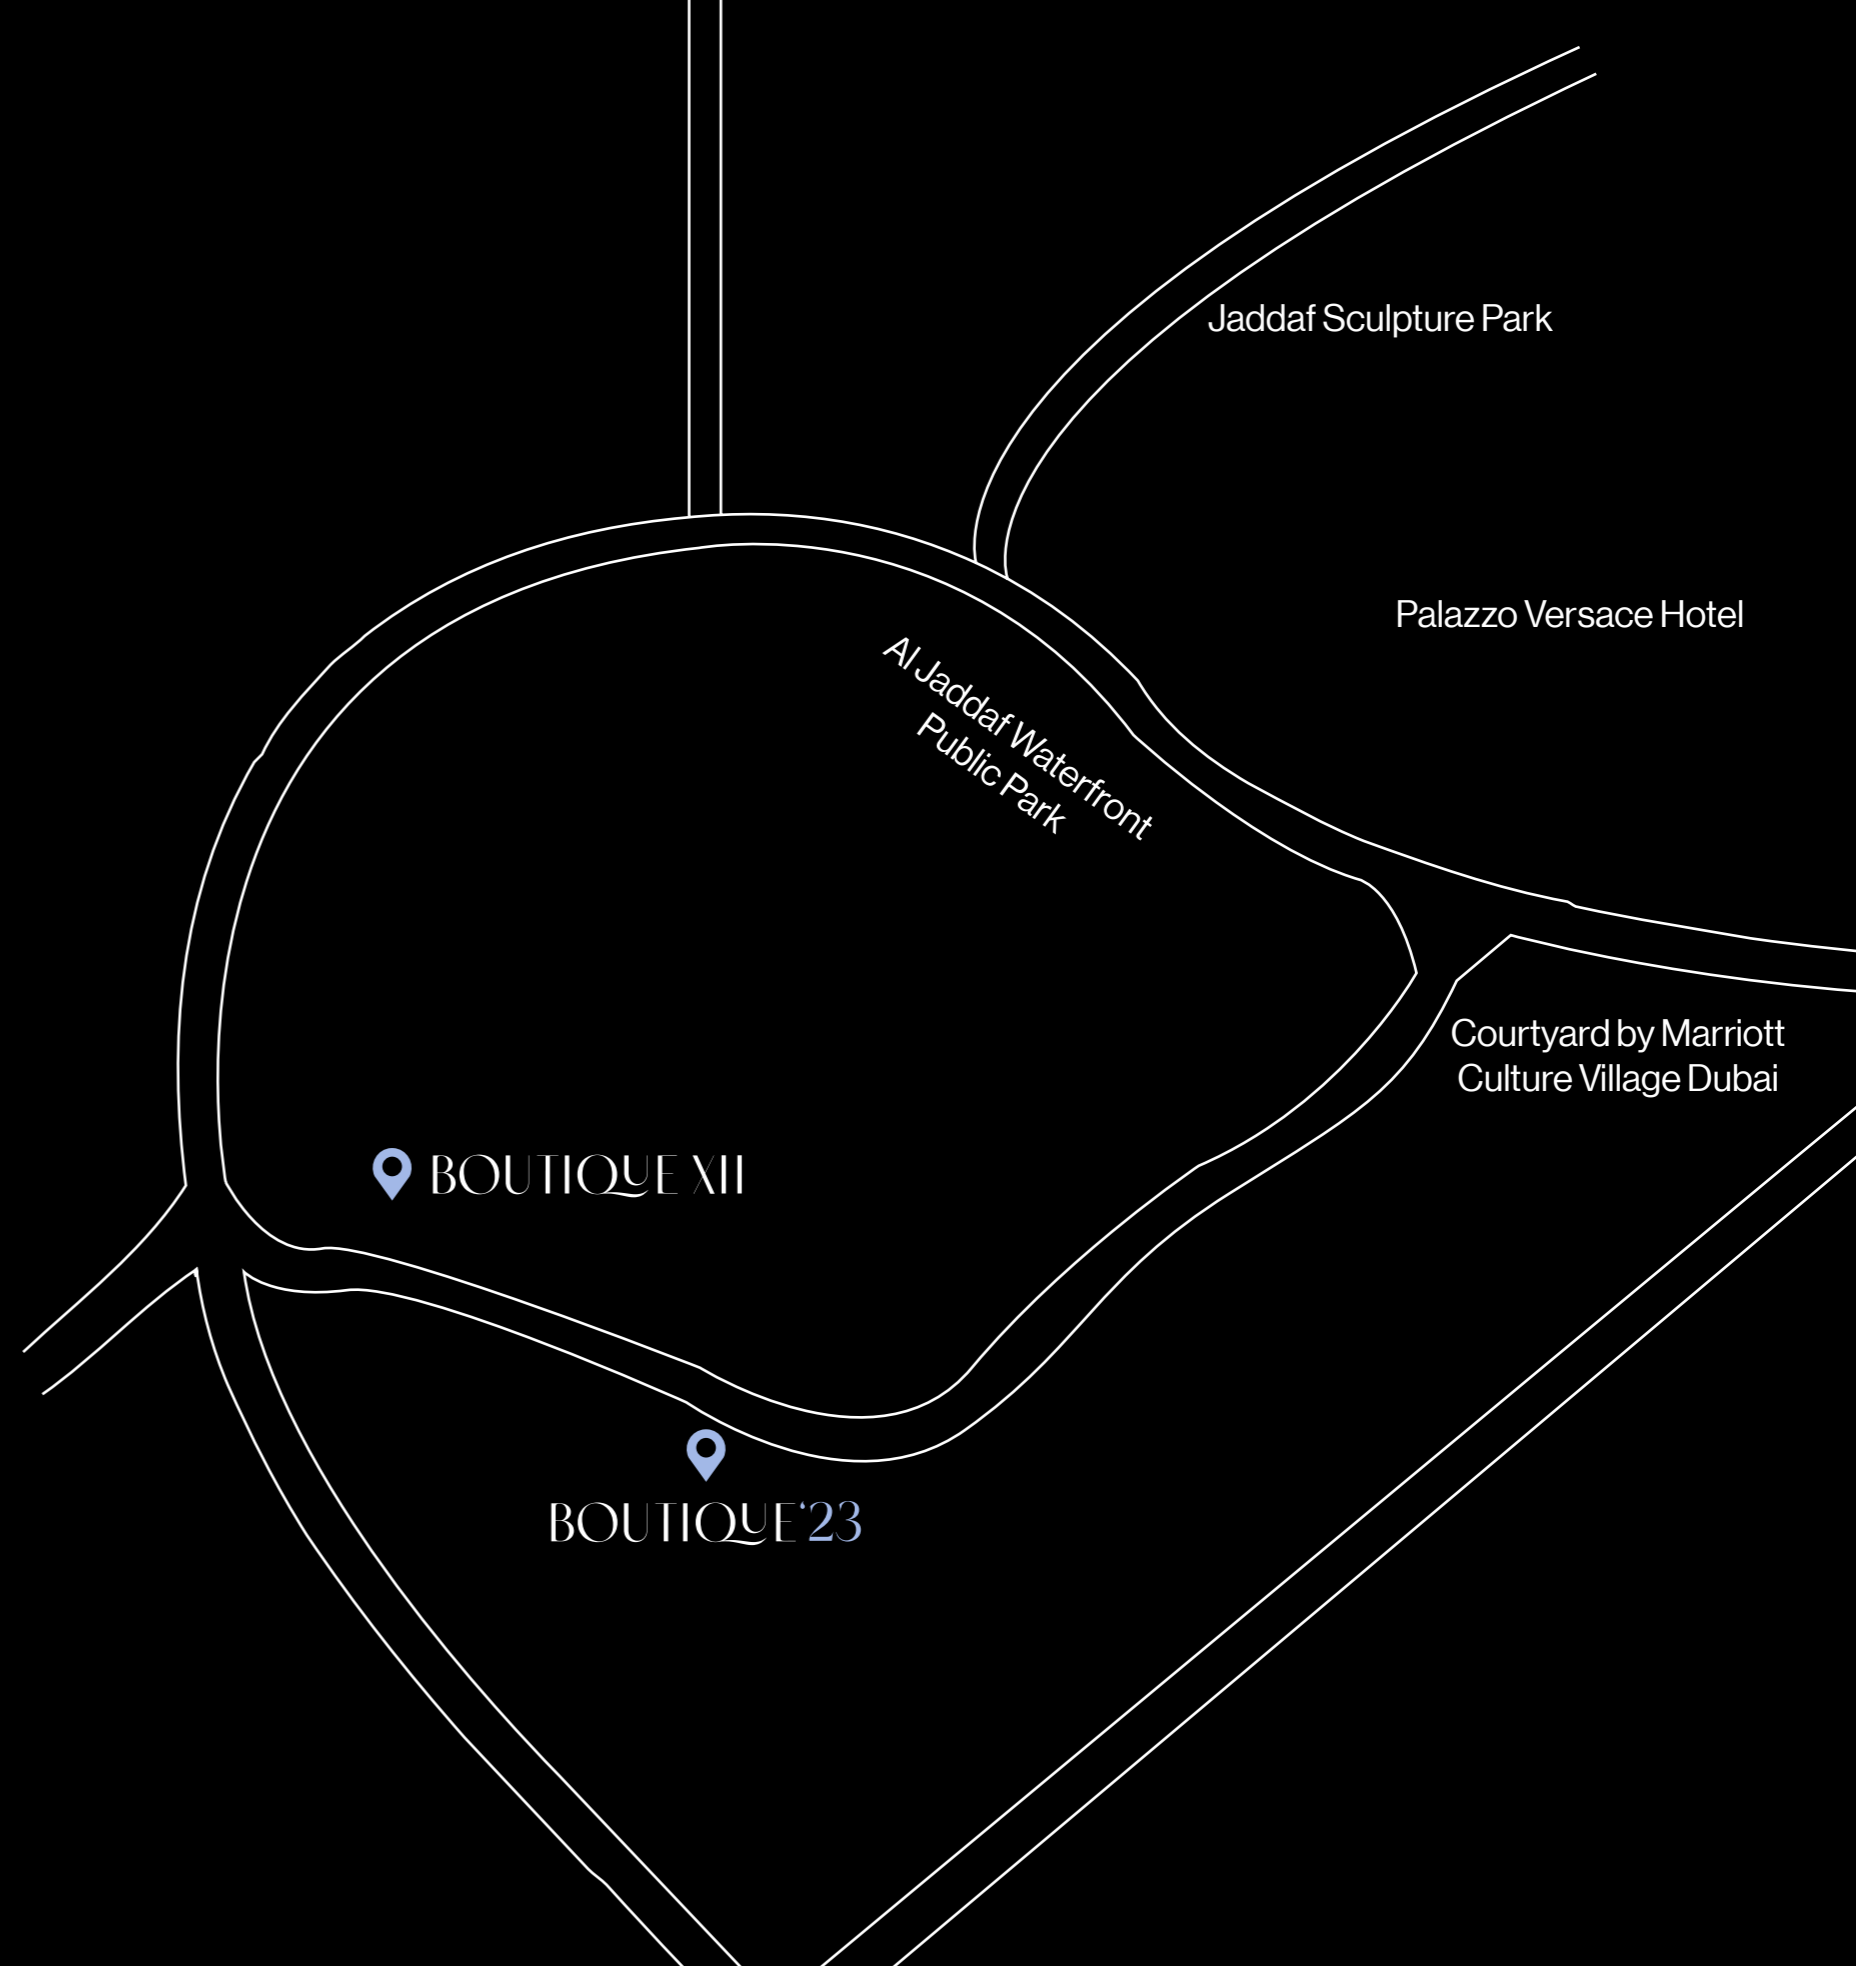 Jaddaf Sculpture Park
Palazzo Versace Hotel
Al Jaddaf Waterfront
Public Park
Courtyard by Marriott
Culture Village Dubai
BOUTIQUE XII
BOUTIQUE‘23